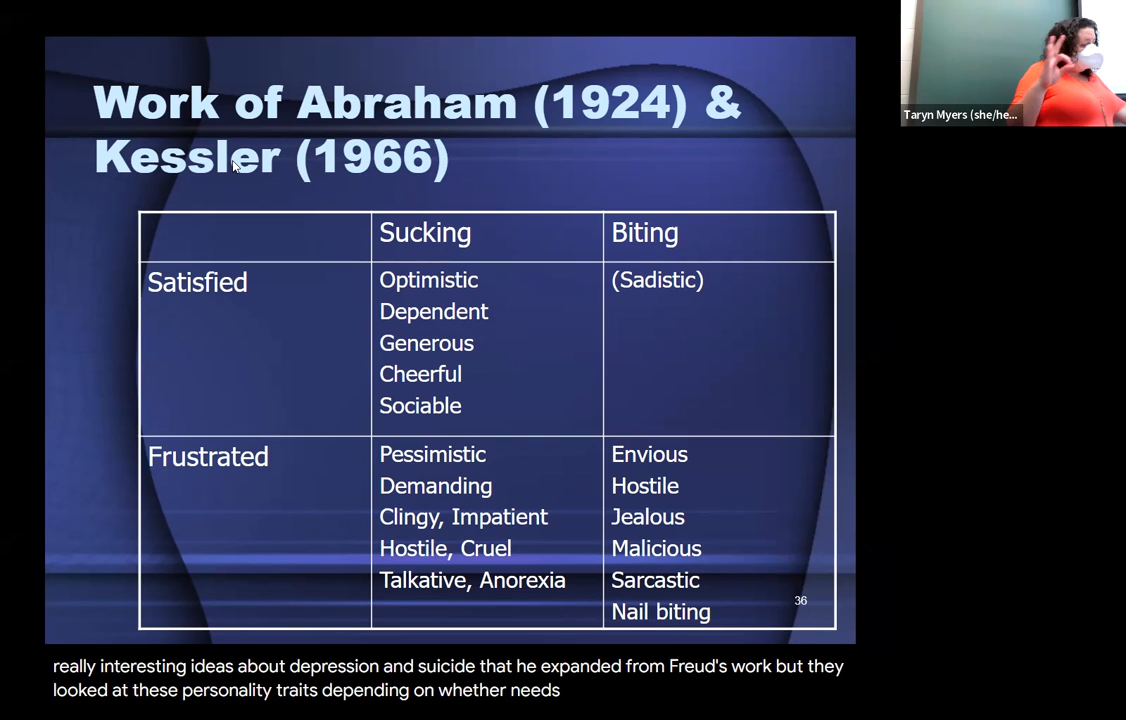 Work of Abraham (1924) &
Kessler (1966)
Taryn Myers (she/he...
Sucking
Biting
Satisfied
Optimistic
Dependent
Generous
Cheerful
Sociable
(Sadistic)
Frustrated
Pessimistic
Demanding
Clingy, Impatient
Hostile, Cruel
Talkative, Anorexia
Envious
Hostile
Jealous
Malicious
Sarcastic
Nail biting
36
really interesting ideas about depression and suicide that he expanded from Freud's work but they
looked at these personality traits depending on whether needs